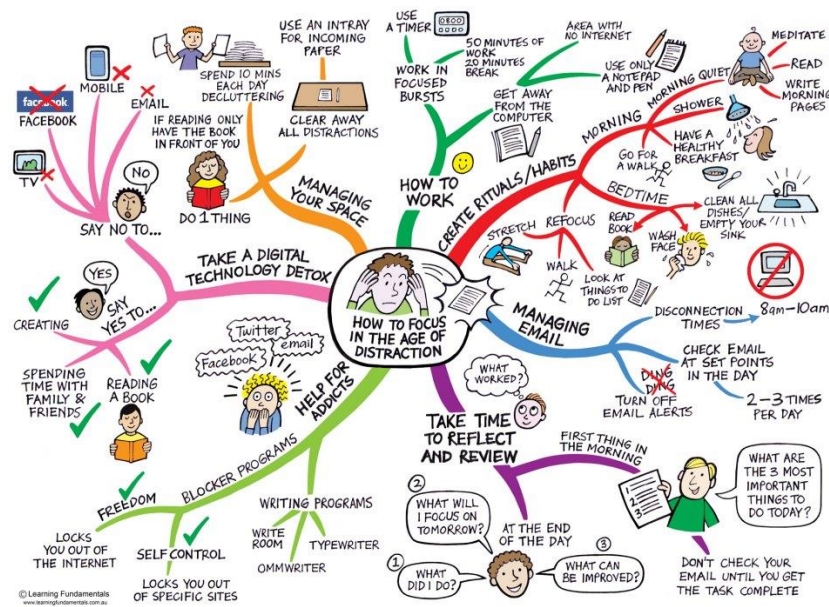 HOW TO FOCUS
IN THE AGE OF
DISTRACTION
HOW TO
WORK
USE
A TIMER
WORK IN
FOCUSED
BURSTS
50 MINUTES OF
WORK
20 MINUTES
BREAK
GET AWAY
FROM THE
COMPUTER
AREA WITH
NO INTERNET
USE ONLY
A NOTEPAD
AND PEN
CREATE RITUALS/HABITS
MORNING
MORNING QUIET
MEDITATE
READ
WRITE
MORNING
PAGES
SHOWER
HAVE A
HEALTHY
BREAKFAST
GO FOR
A WALK
BEDTIME
CLEAN ALL
DISHES/
EMPTY YOUR
SINK
READ
BOOK
WASH
FACE
REFOCUS
STRETCH
WALK
LOOK AT
THINGS TO
DO LIST
MANAGING
EMAIL
DISCONNECTION
TIMES
8am-10am
CHECK EMAIL
AT SET POINTS
IN THE DAY
2-3 TIMES
PER DAY
DING
DING
TURN OFF
EMAIL ALERTS
TAKE TIME
TO REFLECT
AND REVIEW
WHAT
WORKED?
FIRST THING IN
THE MORNING
1
2
3
WHAT ARE
THE 3 MOST
IMPORTANT
THINGS TO
DO TODAY?
DON'T CHECK YOUR
EMAIL UNTIL YOU GET
THE TASK COMPLETE
AT THE END
OF THE DAY
1
WHAT
DID I DO?
2
WHAT WILL
I FOCUS ON
TOMORROW?
3
WHAT CAN
BE IMPROVED?
HELP FOR
ADDICTS
Twitter
email
Facebook
BLOCKER PROGRAMS
FREEDOM
LOCKS
YOU OUT OF
THE INTERNET
SELF CONTROL
LOCKS YOU OUT
OF SPECIFIC SITES
WRITING PROGRAMS
WRITE
ROOM
OMMWRITER
TYPEWRITER
TAKE A DIGITAL
TECHNOLOGY DETOX
NO
SAY NO TO...
TV
facebook
FACEBOOK
MOBILE
EMAIL
YES
SAY
YES TO...
CREATING
SPENDING
TIME WITH
FAMILY &
FRIENDS
READING
A BOOK
MANAGING
YOUR SPACE
USE AN INTRAY
FOR INCOMING
PAPER
CLEAR AWAY
ALL DISTRACTIONS
SPEND 10 MINS
EACH DAY
DECLUTTERING
IF READING ONLY
HAVE THE BOOK
IN FRONT OF YOU
DO 1 THING
© Learning Fundamentals
www.learningfundamentals.com.au